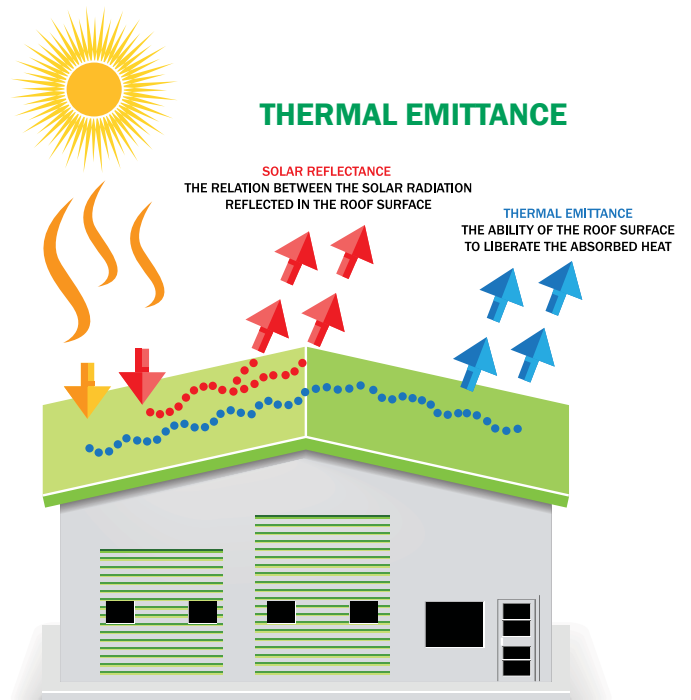 THERMAL EMITTANCE
SOLAR REFLECTANCE
THE RELATION BETWEEN THE SOLAR RADIATION
REFLECTED IN THE ROOF SURFACE
THERMAL EMITTANCE
THE ABILITY OF THE ROOF SURFACE
TO LIBERATE THE ABSORBED HEAT